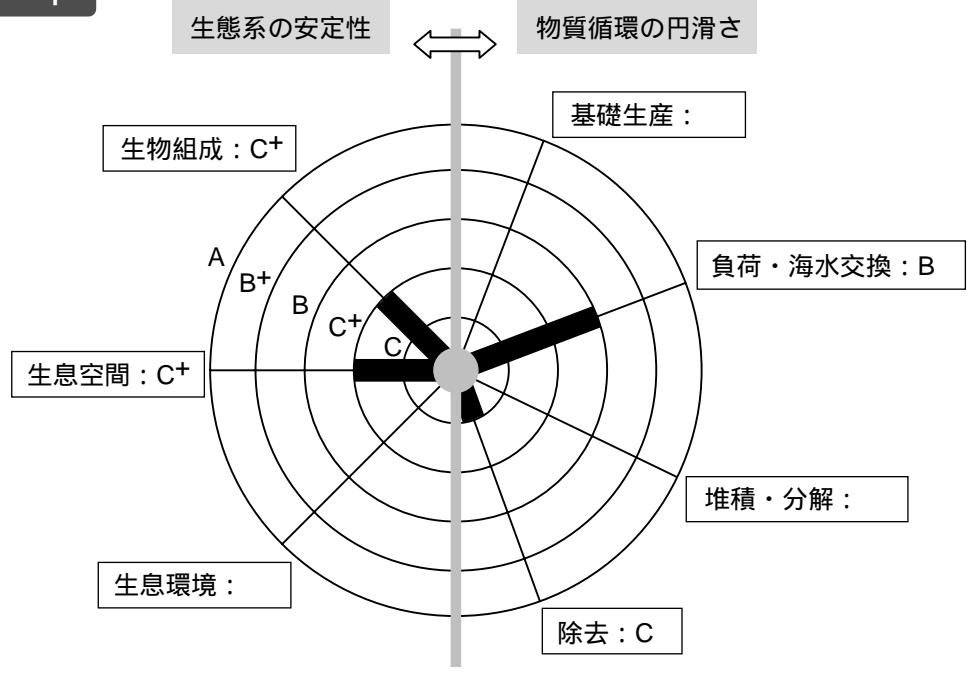 生態系の安定性
物質循環の円滑さ
基礎生産：
生物組成：C⁺
負荷・海水交換：B
A
B⁺
B
C⁺
C
生息空間：C⁺
堆積・分解：
生息環境：
除去：C